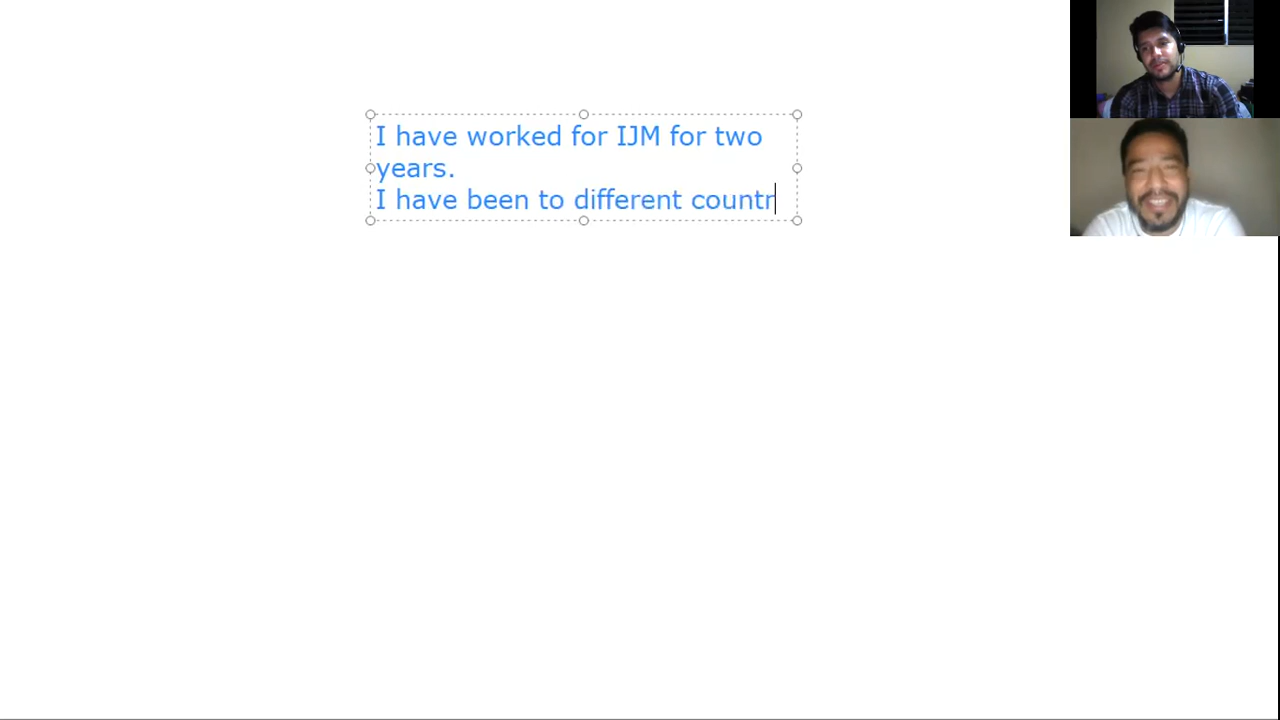 I have worked for IJM for two
years.
I have been to different countr